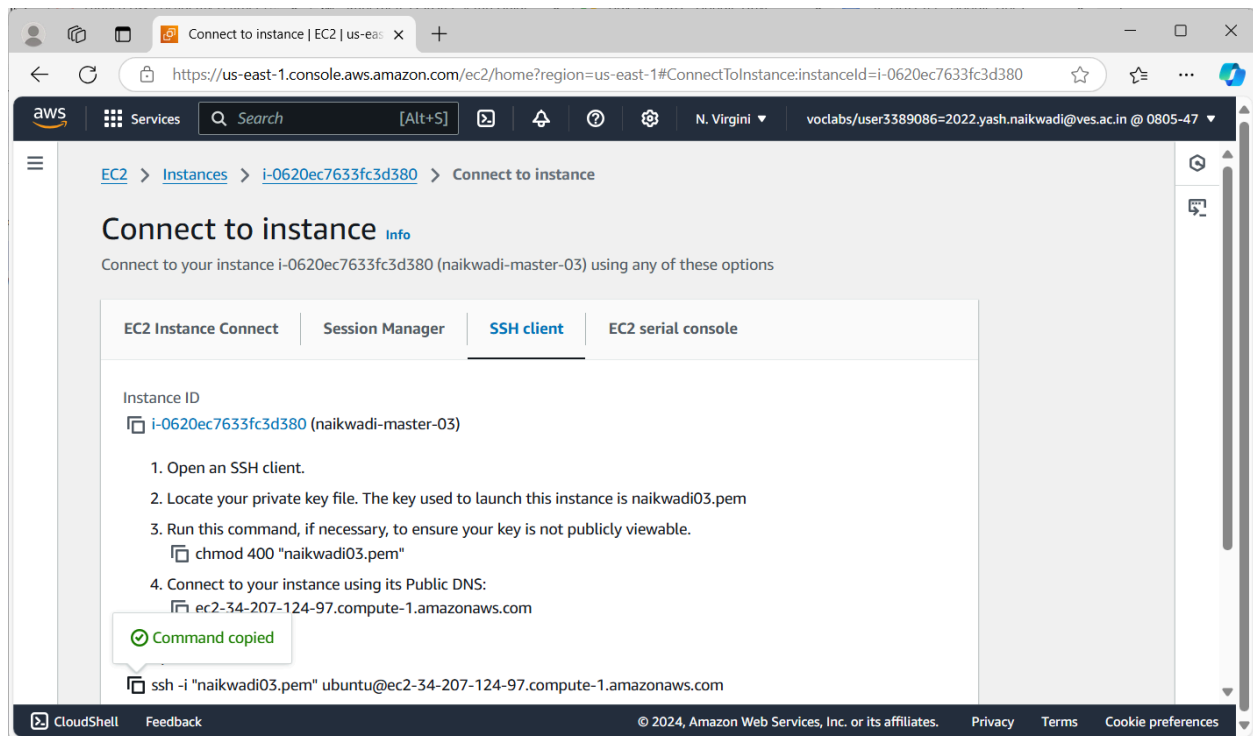 Connect to instance | EC2 | us-eas
https://us-east-1.console.aws.amazon.com/ec2/home?region=us-east-1#ConnectToInstance:instanceId=i-0620ec7633fc3d380
aws Services Search [Alt+S] N. Virgini voclabs/user3389086=2022.yash.naikwadi@ves.ac.in @ 0805-47
EC2 > Instances > i-0620ec7633fc3d380 > Connect to instance
Connect to instance Info
Connect to your instance i-0620ec7633fc3d380 (naikwadi-master-03) using any of these options
EC2 Instance Connect Session Manager SSH client EC2 serial console
Instance ID
i-0620ec7633fc3d380 (naikwadi-master-03)
1. Open an SSH client.
2. Locate your private key file. The key used to launch this instance is naikwadi03.pem
3. Run this command, if necessary, to ensure your key is not publicly viewable.
chmod 400 "naikwadi03.pem"
4. Connect to your instance using its Public DNS:
ec2-34-207-124-97.compute-1.amazonaws.com
Command copied
ssh -i "naikwadi03.pem" ubuntu@ec2-34-207-124-97.compute-1.amazonaws.com
CloudShell Feedback © 2024, Amazon Web Services, Inc. or its affiliates. Privacy Terms Cookie preferences